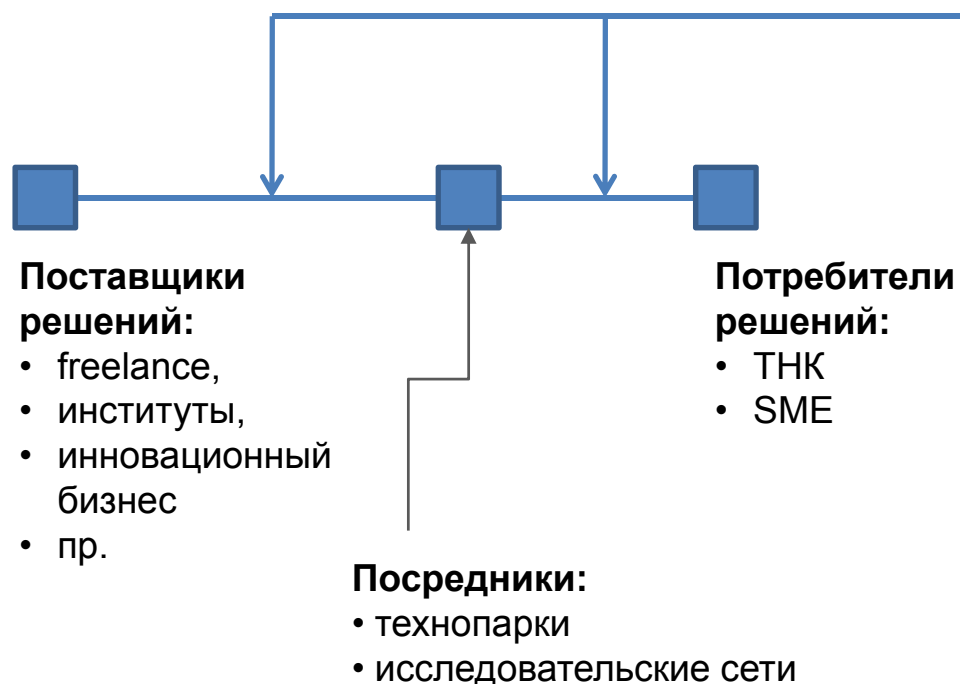 Поставщики
решений:
• freelance,
• институты,
• инновационный
бизнес
• пр.
Потребители
решений:
• ТНК
• SME
Посредники:
• технопарки
• исследовательские сети